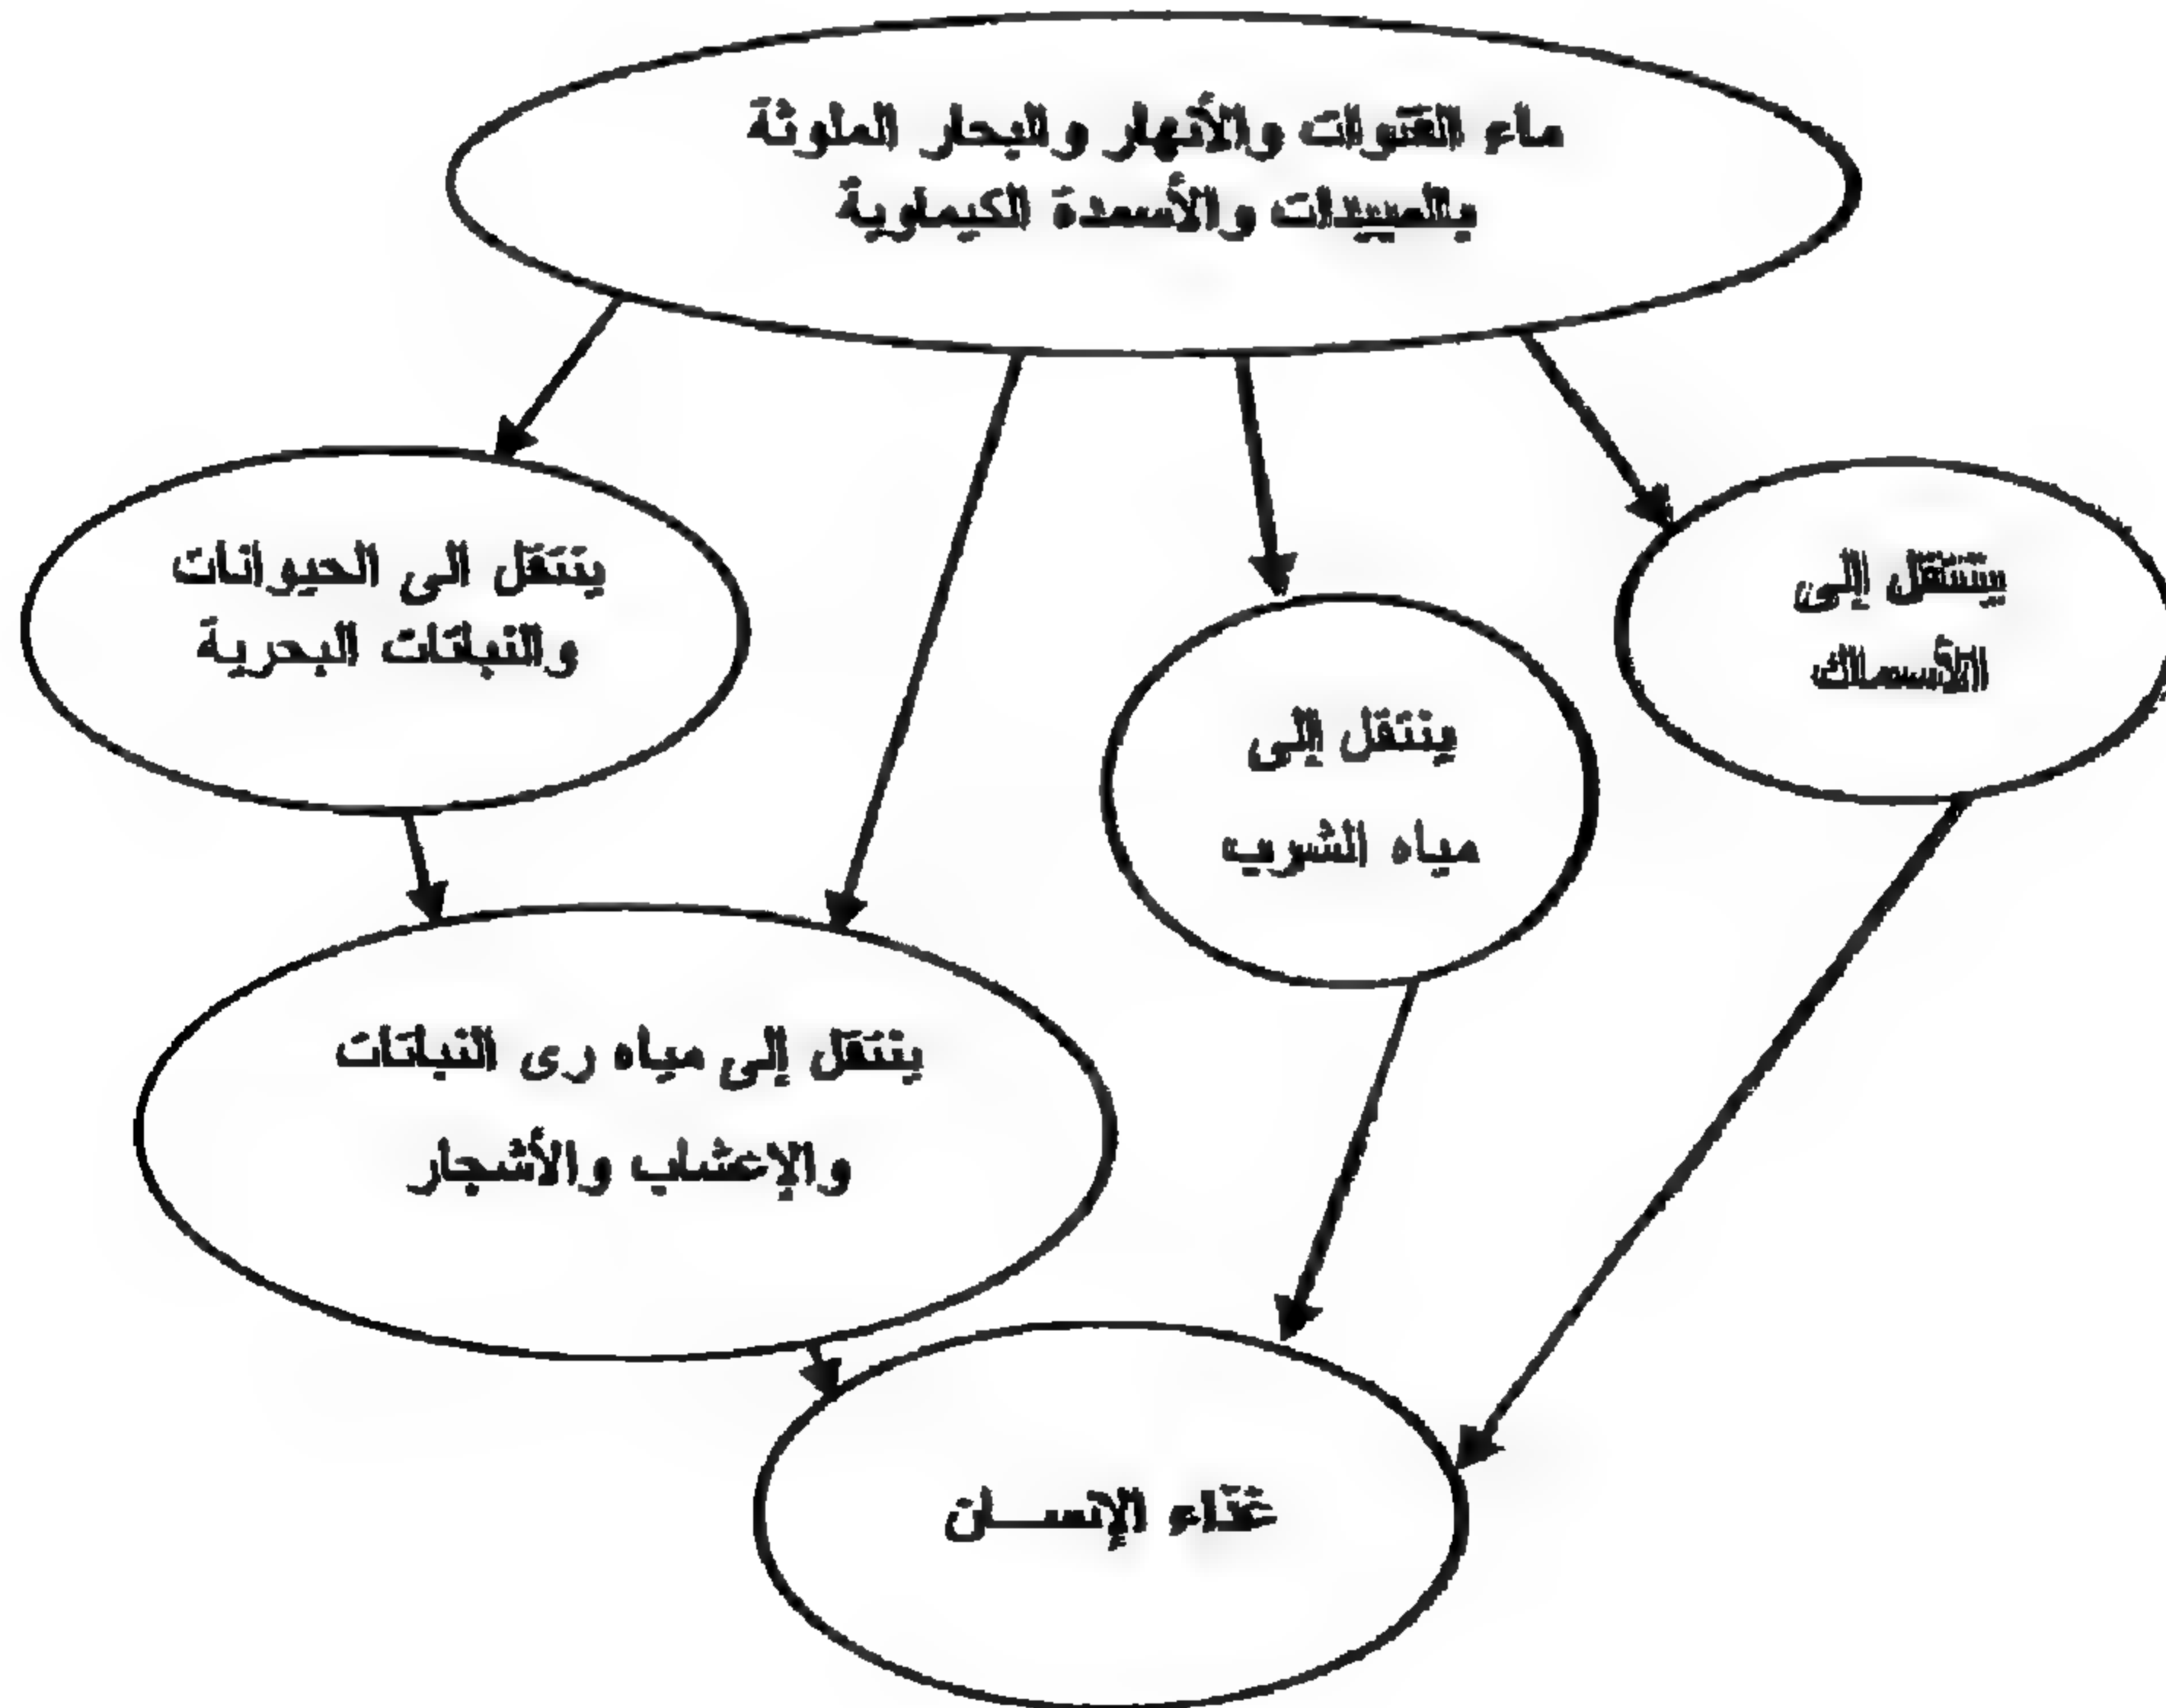 ماء القنوات والأنهار والبحار الملوثة
بالمبيدات والأسمدة الكيماوية
ينتقل إلى
الأسماك
ينتقل إلى
مياه الشرب
ينتقل الى الحيوانات
والنباتات البحرية
ينتقل إلى مياه رى النباتات
والإعشاب والأشجار
غذاء الإنســـان